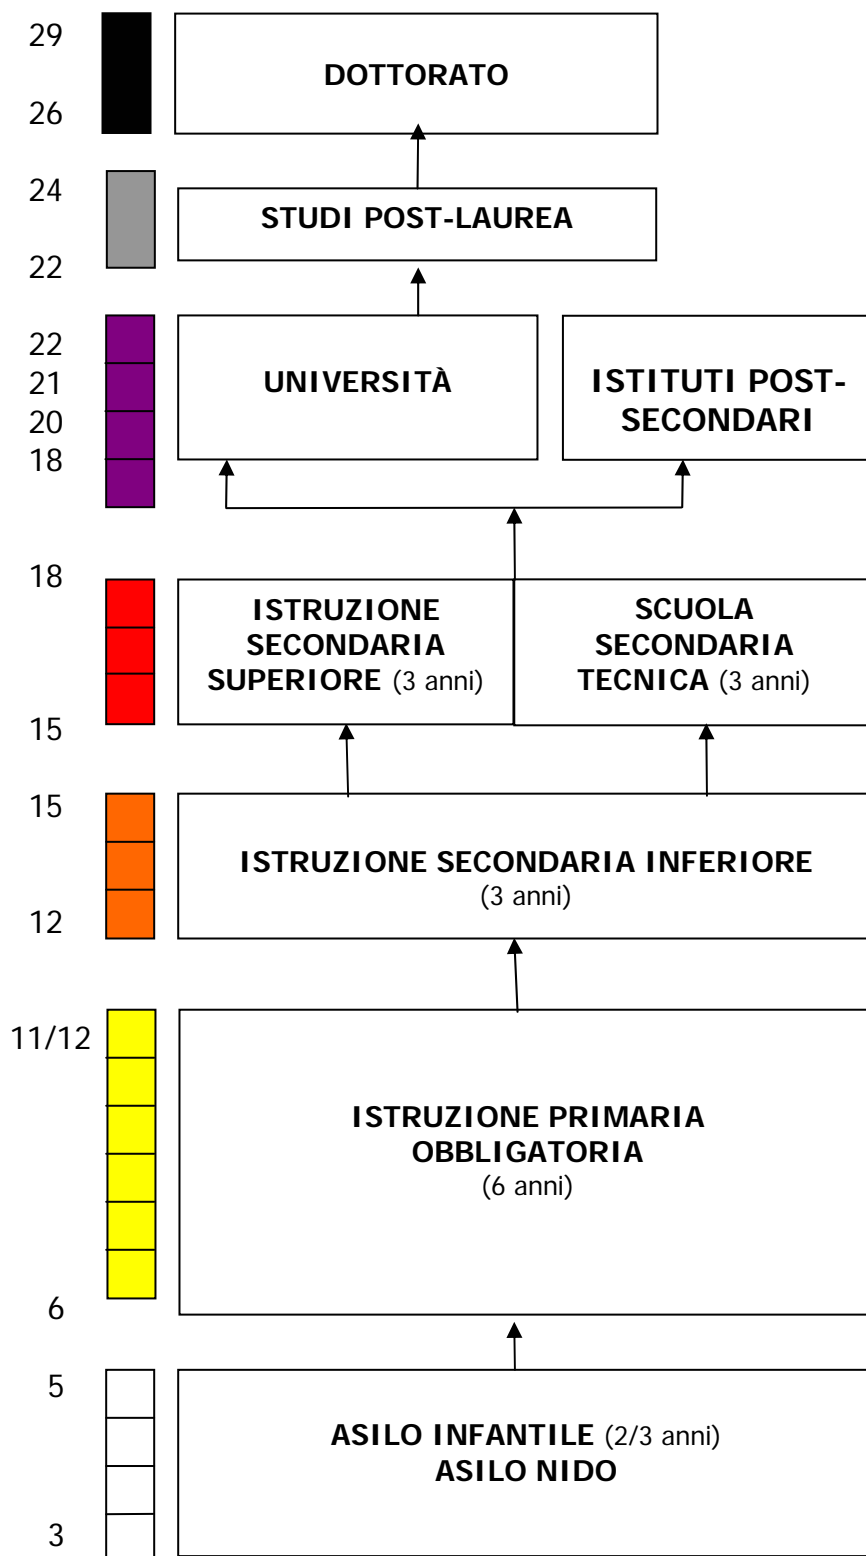 29
DOTTORATO
26
24
STUDI POST-LAUREA
22
22
21
20
18
UNIVERSITÀ
ISTITUTI POST-
SECONDARI
18
ISTRUZIONE
SECONDARIA
SUPERIORE (3 anni)
SCUOLA
SECONDARIA
TECNICA (3 anni)
15
15
ISTRUZIONE SECONDARIA INFERIORE
(3 anni)
12
11/12
ISTRUZIONE PRIMARIA
OBBLIGATORIA
(6 anni)
6
5
ASILO INFANTILE (2/3 anni)
ASILO NIDO
3